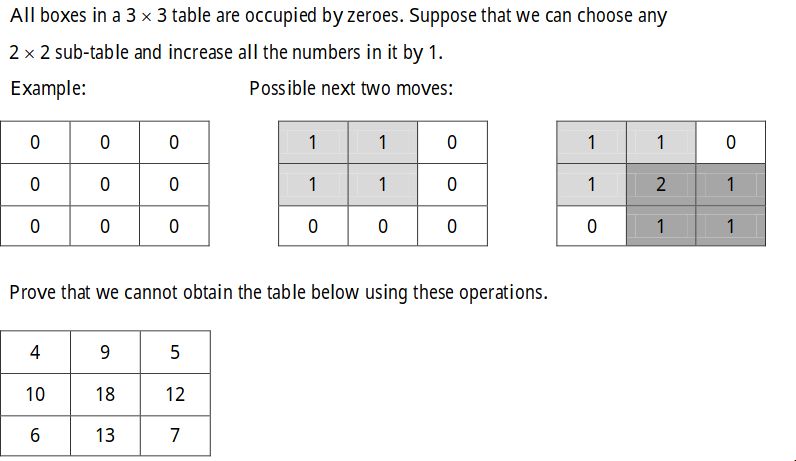 All boxes in a 3 × 3 table are occupied by zeroes. Suppose that we can choose any
2 × 2 sub-table and increase all the numbers in it by 1.
Example: Possible next two moves:
0 0 0 1 1 0 1 1 0
0 0 0 1 1 0 1 2 1
0 0 0 0 0 0 0 1 1
Prove that we cannot obtain the table below using these operations.
4 9 5
10 18 12
6 13 7